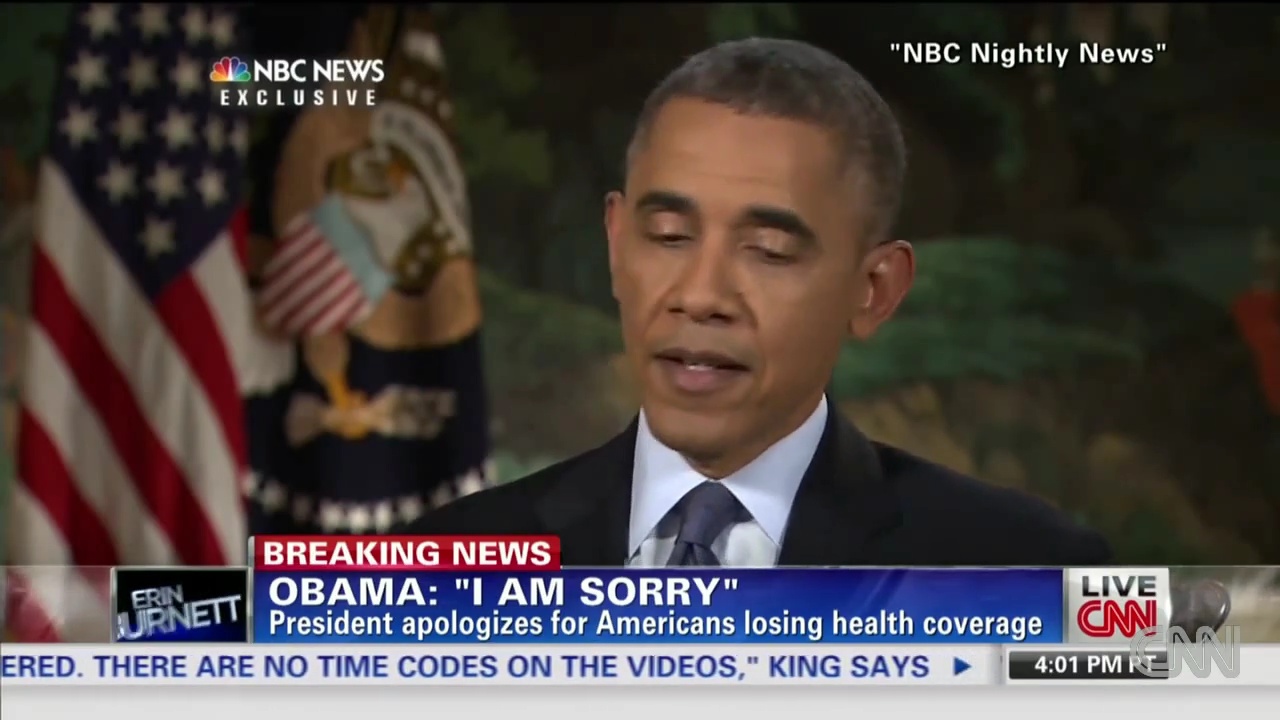 "NBC Nightly News"
NBC NEWS
EXCLUSIVE
BREAKING NEWS
ERIN
BURNETT
OBAMA: "I AM SORRY"
President apologizes for Americans losing health coverage
LIVE
CNN
ERED. THERE ARE NO TIME CODES ON THE VIDEOS," KING SAYS
4:01 PM PT
CNN